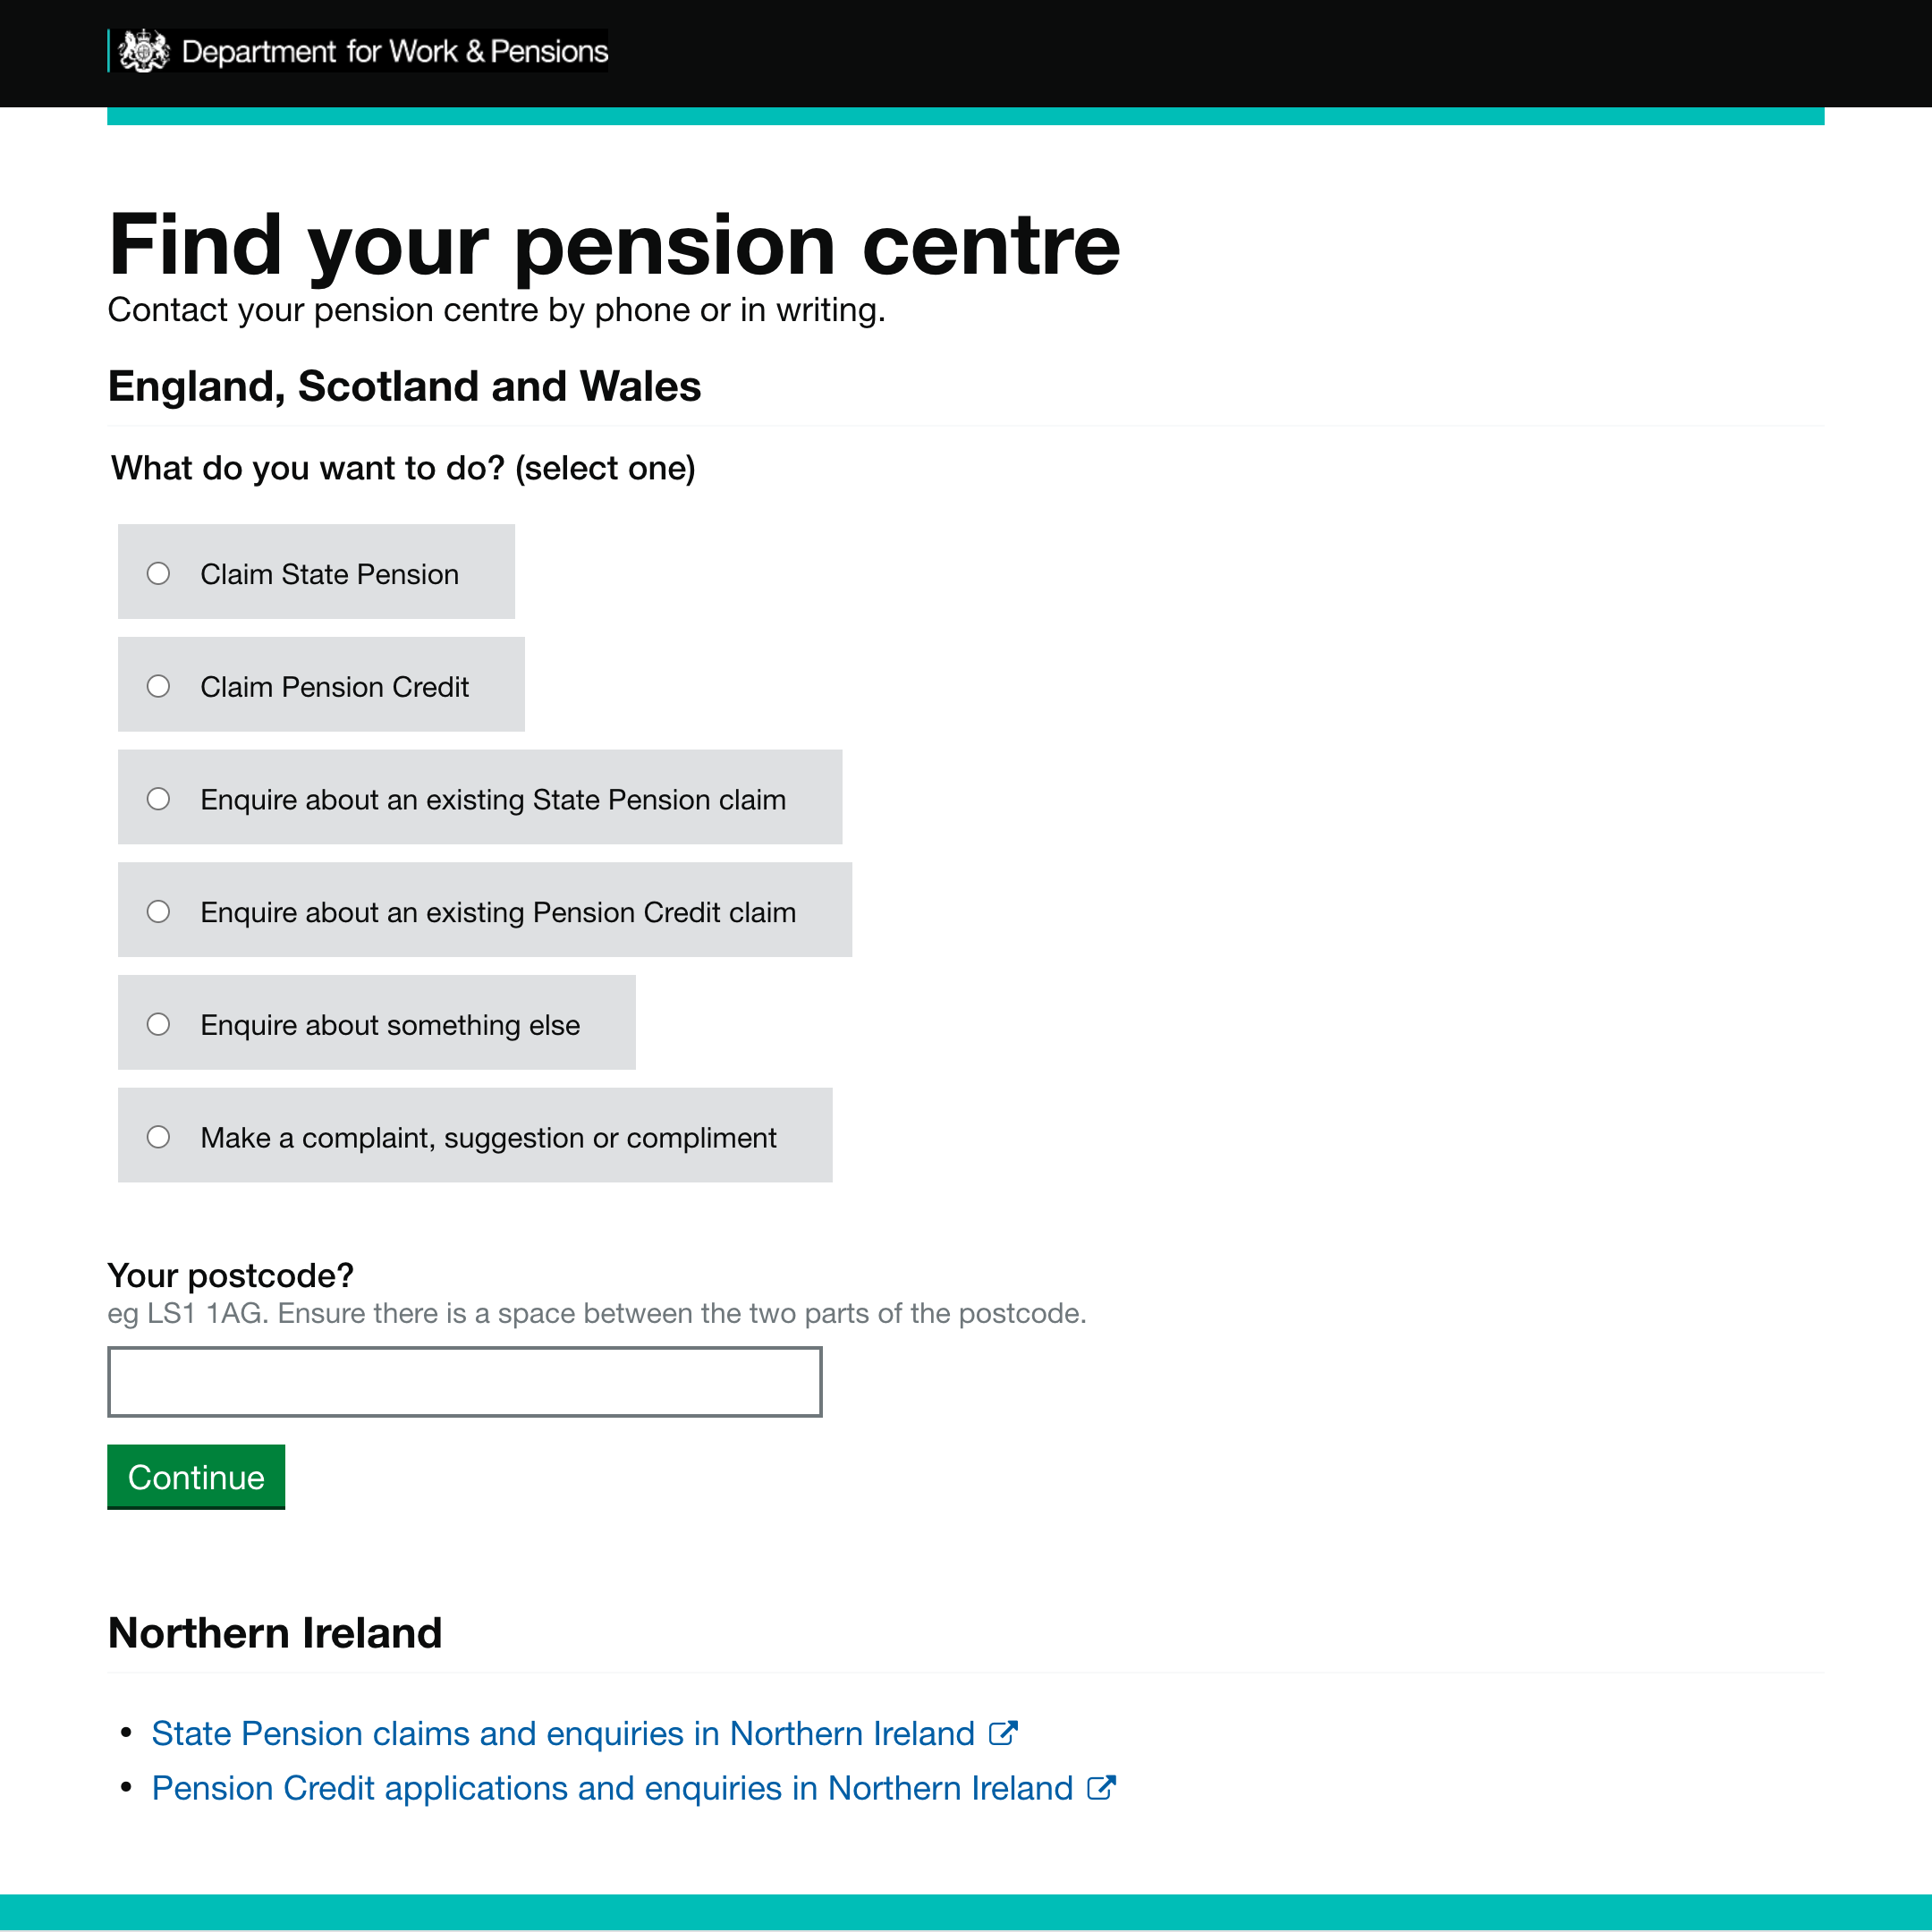 Department for Work & Pensions
Find your pension centre
Contact your pension centre by phone or in writing.
England, Scotland and Wales
What do you want to do? (select one)
Claim State Pension
Claim Pension Credit
Enquire about an existing State Pension claim
Enquire about an existing Pension Credit claim
Enquire about something else
Make a complaint, suggestion or compliment
Your postcode?
eg LS1 1AG. Ensure there is a space between the two parts of the postcode.
Continue
Northern Ireland
State Pension claims and enquiries in Northern Ireland
Pension Credit applications and enquiries in Northern Ireland